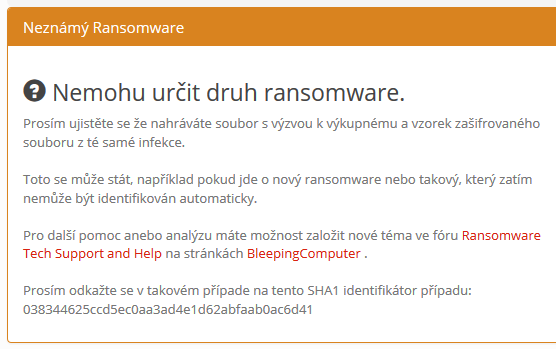 Neznámý Ransomware
Nemohu určit druh ransomware.
Prosím ujistěte se že nahráváte soubor s výzvou k výkupnému a vzorek zašifrovaného
souboru z té samé infekce.
Toto se může stát, například pokud jde o nový ransomware nebo takový, který zatím
nemůže být identifikován automaticky.
Pro další pomoc anebo analýzu máte možnost založit nové téma ve fóru Ransomware
Tech Support and Help na stránkách BleepingComputer .
Prosím odkažte se v takovém případe na tento SHA1 identifikátor případu:
038344625ccd5ec0aa3ad4e1d62abfaab0ac6d41